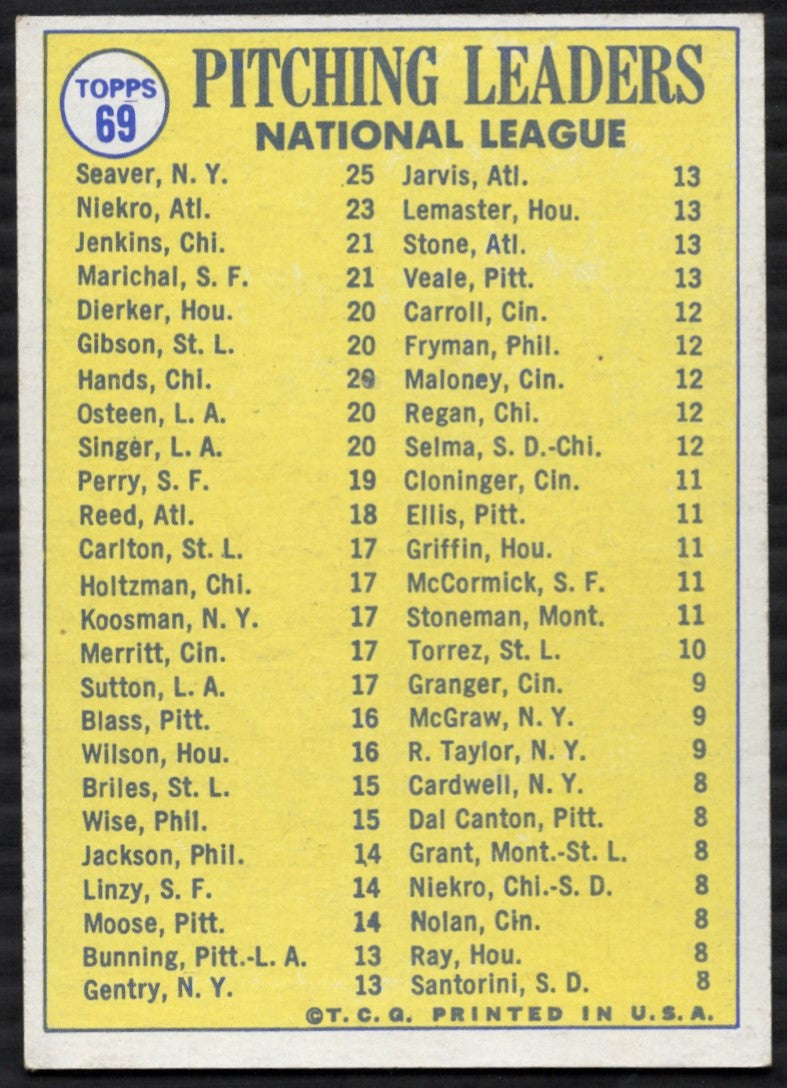 TOPPS
69
PITCHING LEADERS
NATIONAL LEAGUE
Seaver, N. Y. 25
Niekro, Atl. 23
Jenkins, Chi. 21
Marichal, S. F. 21
Dierker, Hou. 20
Gibson, St. L. 20
Hands, Chi. 20
Osteen, L. A. 20
Singer, L. A. 20
Perry, S. F. 19
Reed, Atl. 18
Carlton, St. L. 17
Holtzman, Chi. 17
Koosman, N. Y. 17
Merritt, Cin. 17
Sutton, L. A. 17
Blass, Pitt. 16
Wilson, Hou. 16
Briles, St. L. 15
Wise, Phil. 15
Jackson, Phil. 14
Linzy, S. F. 14
Moose, Pitt. 14
Bunning, Pitt.-L. A. 13
Gentry, N. Y. 13
Jarvis, Atl. 13
Lemaster, Hou. 13
Stone, Atl. 13
Veale, Pitt. 13
Carroll, Cin. 12
Fryman, Phil. 12
Maloney, Cin. 12
Regan, Chi. 12
Selma, S. D.-Chi. 12
Cloninger, Cin. 11
Ellis, Pitt. 11
Griffin, Hou. 11
McCormick, S. F. 11
Stoneman, Mont. 11
Torrez, St. L. 10
Granger, Cin. 9
McGraw, N. Y. 9
R. Taylor, N. Y. 9
Cardwell, N. Y. 8
Dal Canton, Pitt. 8
Grant, Mont.-St. L. 8
Niekro, Chi.-S. D. 8
Nolan, Cin. 8
Ray, Hou. 8
Santorini, S. D. 8
©T. C. G. PRINTED IN U. S. A.